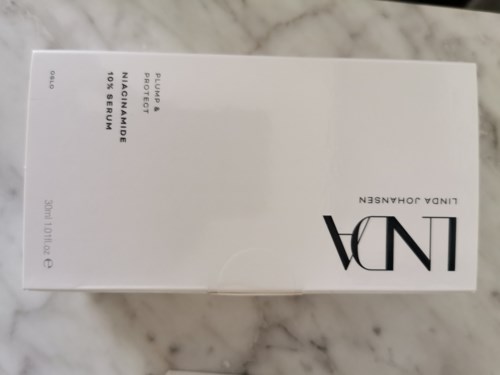 LINDA
LINDA JOHANSEN
PLUMP &
PROTECT
NIACINAMIDE
10% SERUM
OSLO
30ml 1.01fl oz ℮